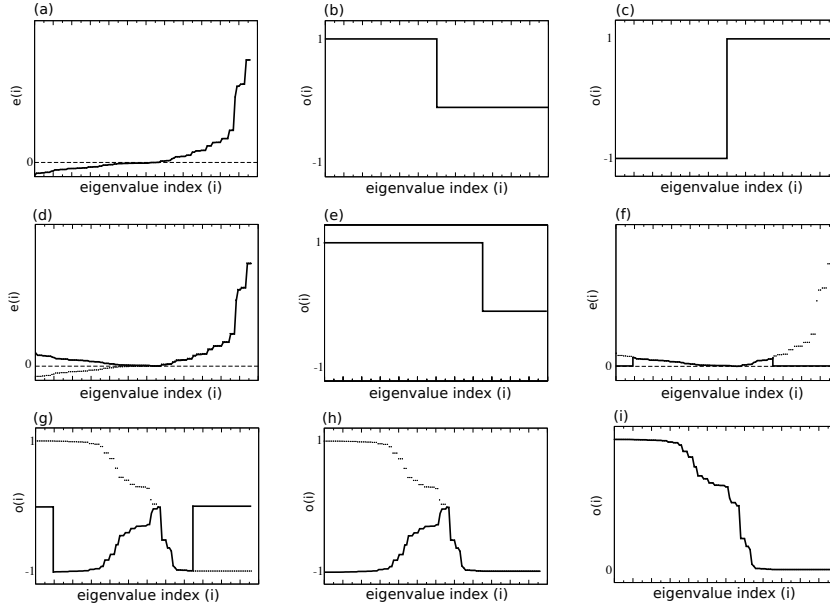 (a)
e(i)
0
eigenvalue index (i)
(b)
1
o(i)
-1
eigenvalue index (i)
(c)
1
o(i)
-1
eigenvalue index (i)
(d)
e(i)
0
eigenvalue index (i)
(e)
1
o(i)
-1
eigenvalue index (i)
(f)
e(i)
0
eigenvalue index (i)
(g)
1
o(i)
-1
eigenvalue index (i)
(h)
1
o(i)
-1
eigenvalue index (i)
(i)
o(i)
0
eigenvalue index (i)